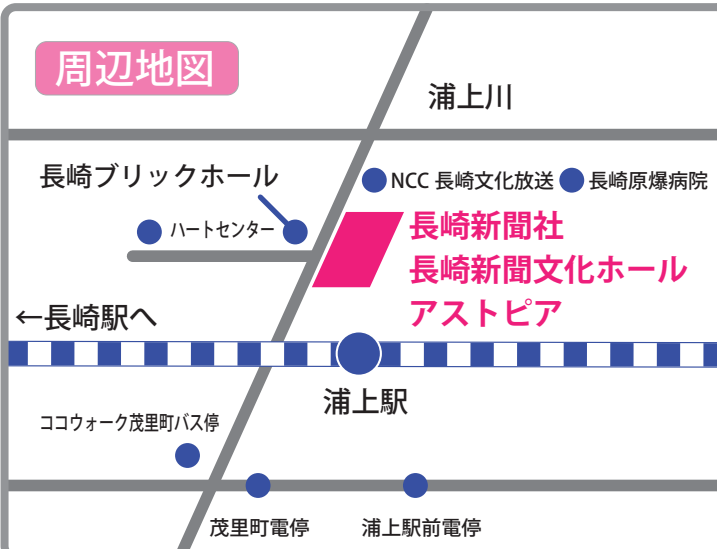 周辺地図
浦上川
長崎ブリックホール
NCC 長崎文化放送
長崎原爆病院
ハートセンター
長崎新聞社
長崎新聞文化ホール
アストピア
←長崎駅へ
浦上駅
ココウォーク茂里町バス停
茂里町電停
浦上駅前電停